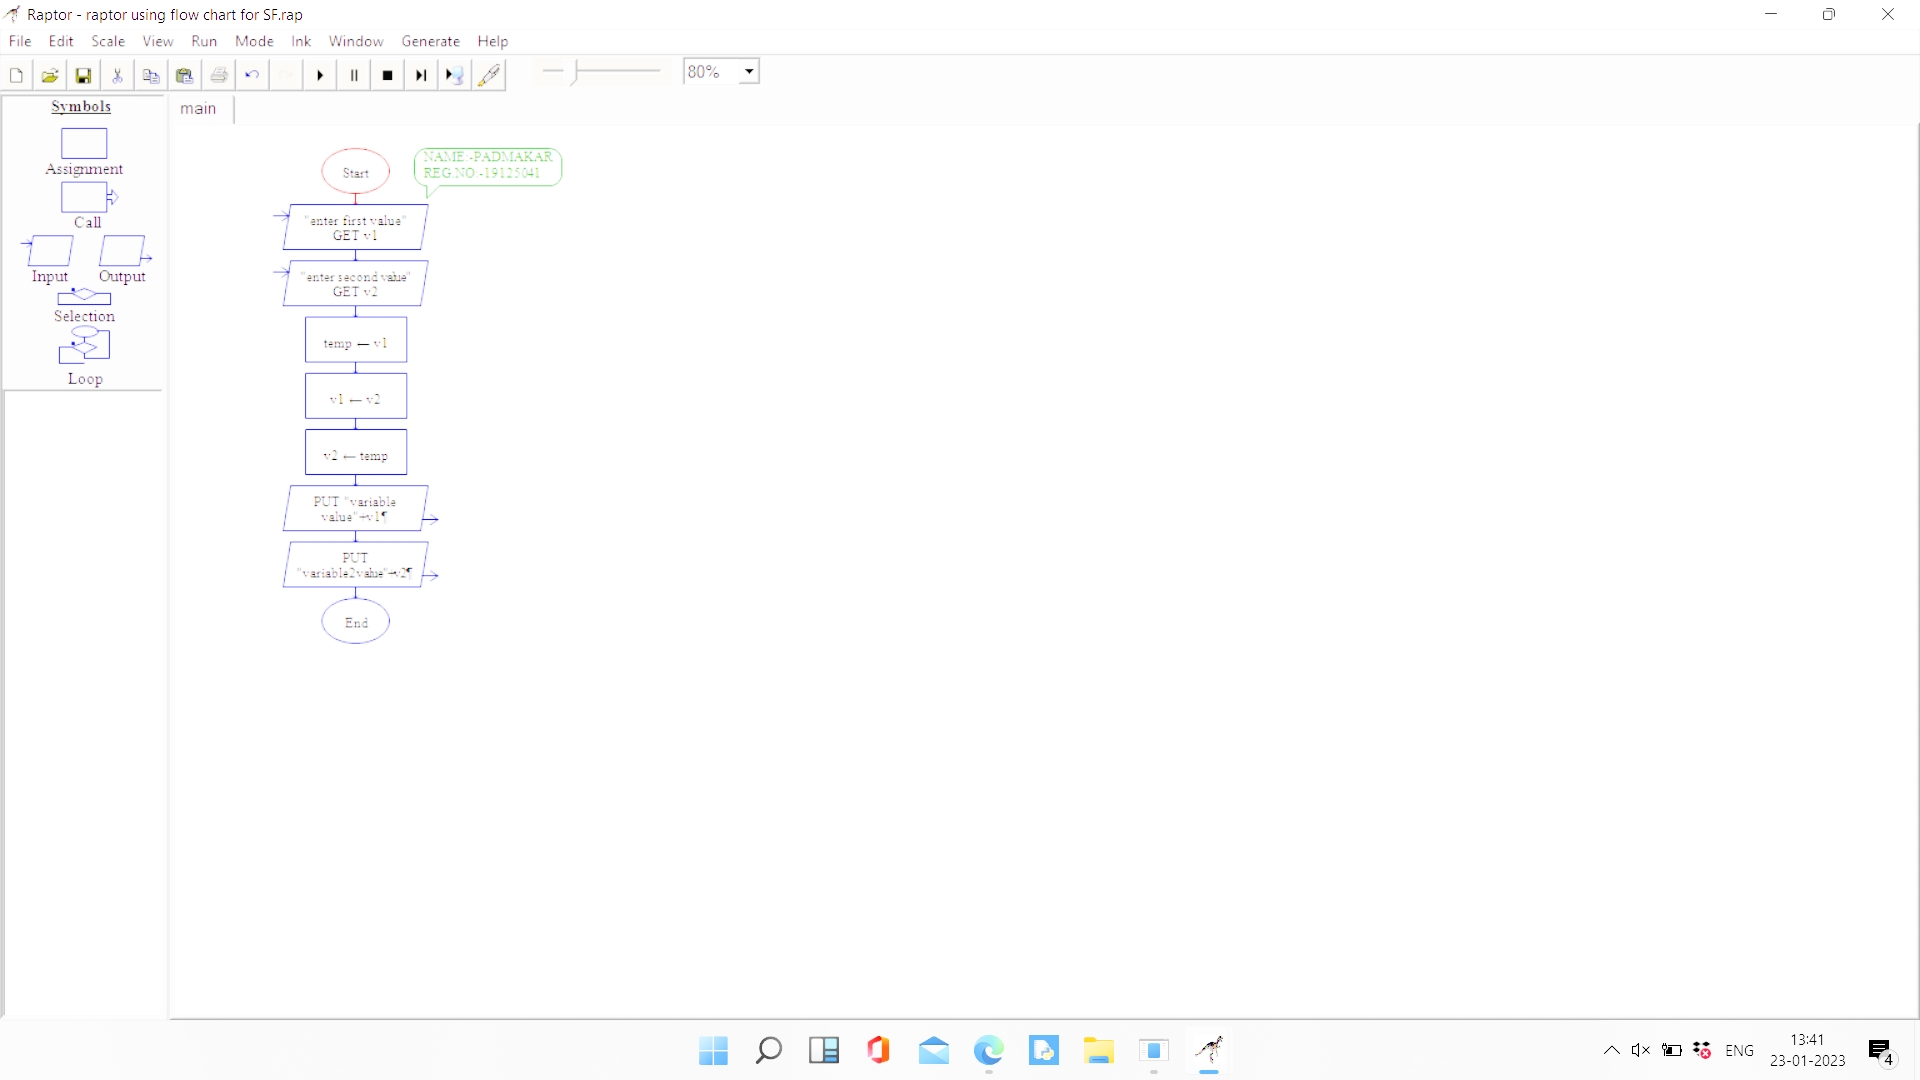 Raptor - raptor using flow chart for SF.rap
File Edit Scale View Run Mode Ink Window Generate Help
80%
Symbols
main
Assignment
Call
Input Output
Selection
Loop
Start
NAME:-PADMAKAR
REG.NO:-19125041
"enter first value"
GET v1
"enter second value"
GET v2
temp ← v1
v1 ← v2
v2 ← temp
PUT "variable
value"+v1¶
PUT
"variable2value"+v2¶
End
ENG
13:41
23-01-2023
4